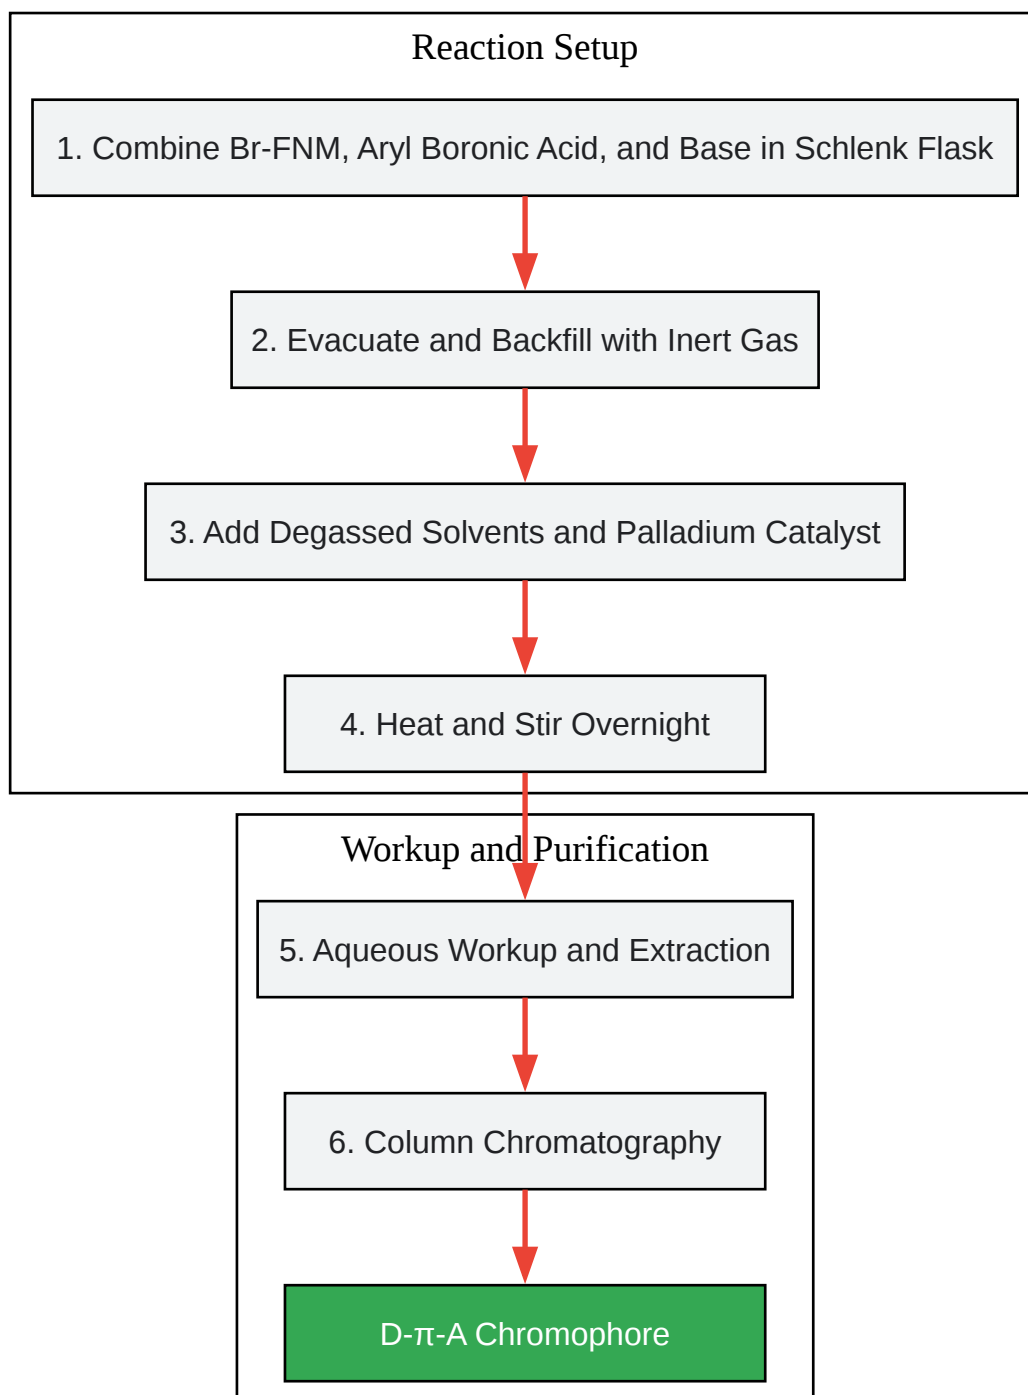 Reaction Setup
1. Combine Br-FNM, Aryl Boronic Acid, and Base in Schlenk Flask
2. Evacuate and Backfill with Inert Gas
3. Add Degassed Solvents and Palladium Catalyst
4. Heat and Stir Overnight
Workup and Purification
5. Aqueous Workup and Extraction
6. Column Chromatography
D-π-A Chromophore